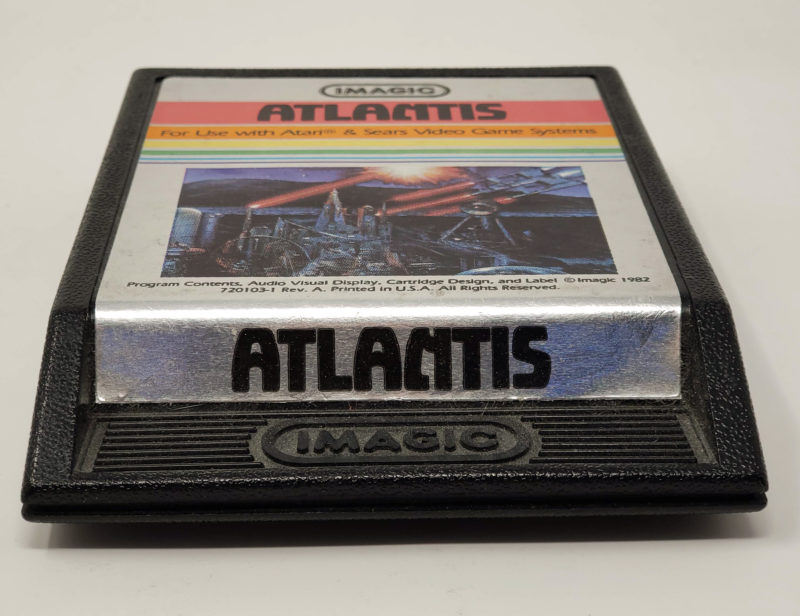 IMAGIC
ATLANTIS
For Use with Atari™ & Sears Video Game Systems
Program Contents, Audio Visual Display, Cartridge Design, and Label ©Imagic 1982
720103-1 Rev. A. Printed in U.S.A. All Rights Reserved.
ATLANTIS
IMAGIC